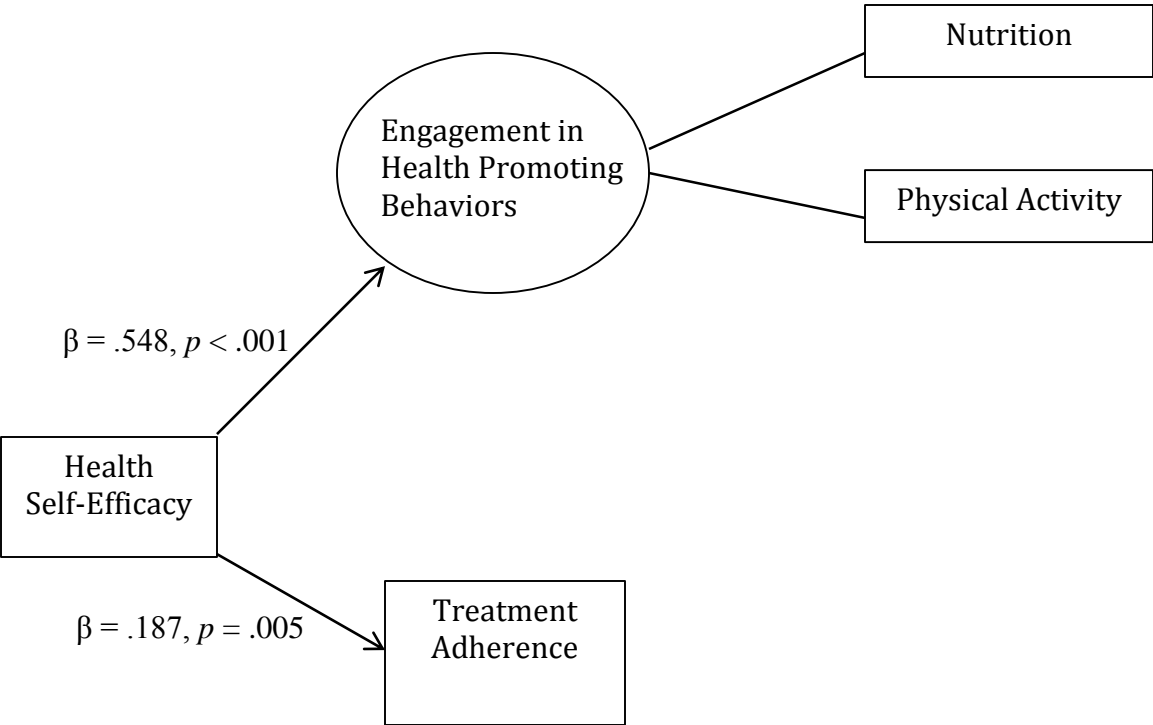 Nutrition
Engagement in
Health Promoting
Behaviors
Physical Activity
β = .548, p < .001
Health
Self-Efficacy
β = .187, p = .005
Treatment
Adherence